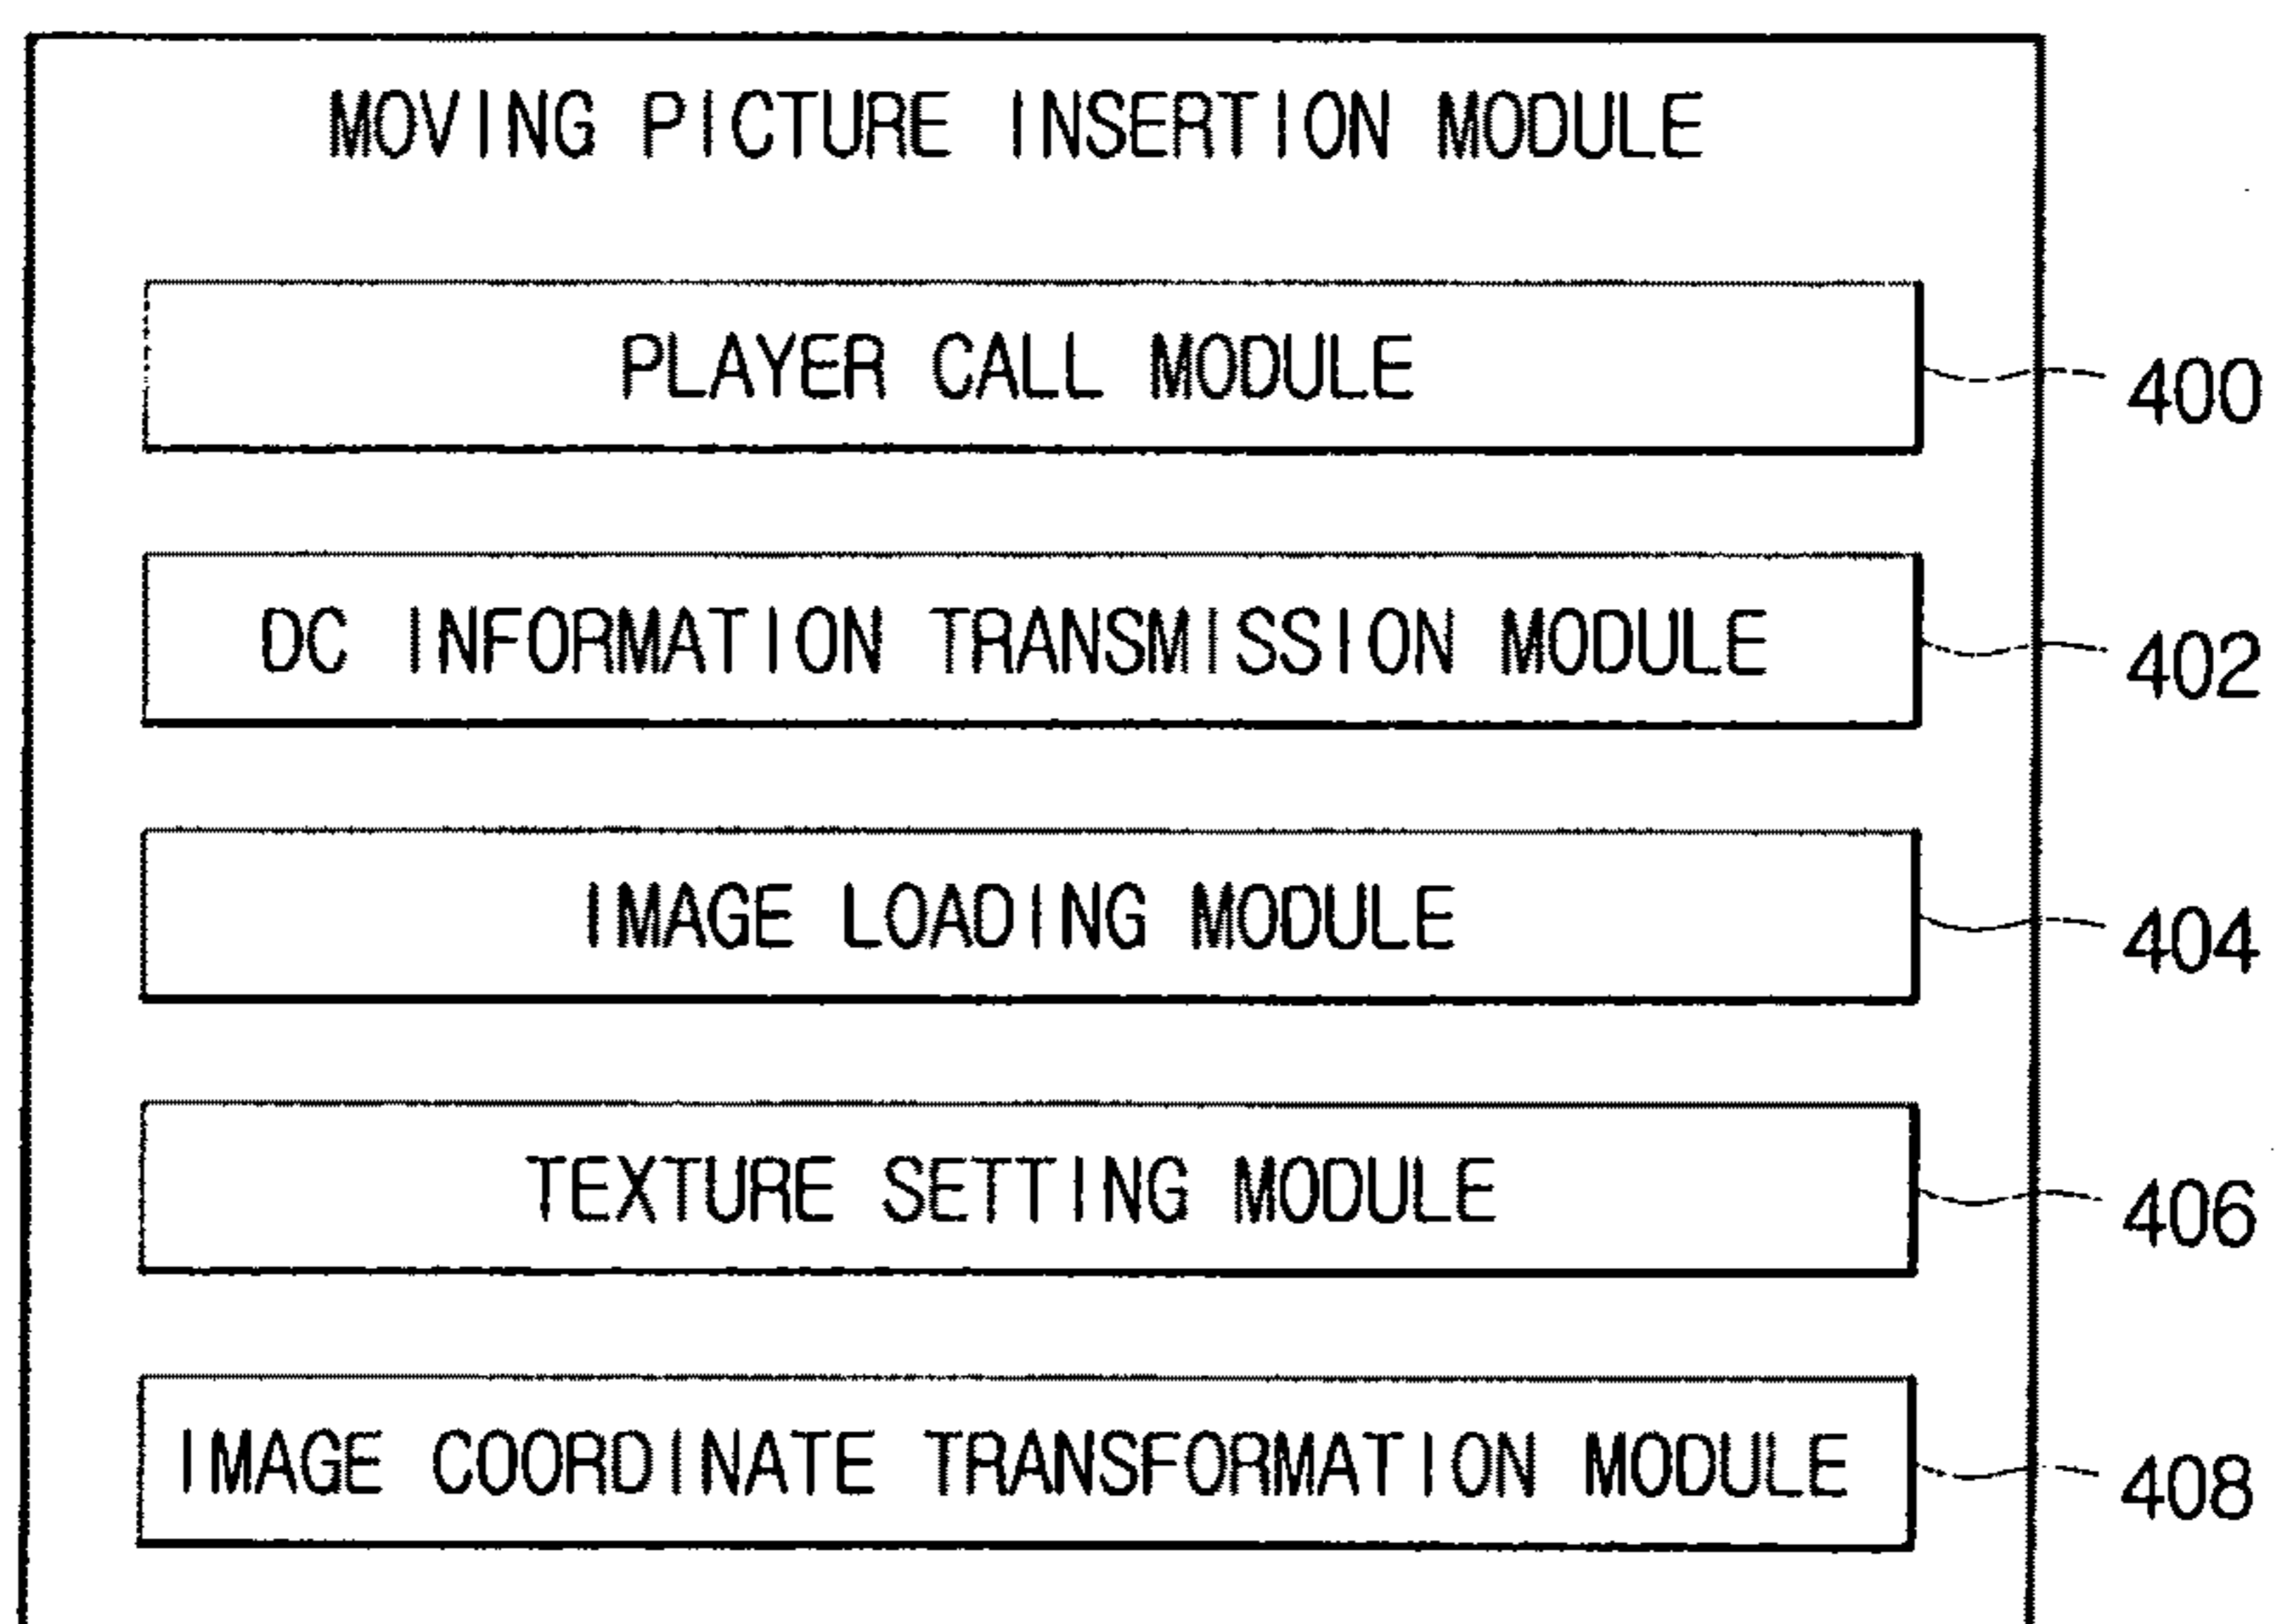 MOVING PICTURE INSERTION MODULE
PLAYER CALL MODULE
400
DC INFORMATION TRANSMISSION MODULE
402
IMAGE LOADING MODULE
404
TEXTURE SETTING MODULE
406
IMAGE COORDINATE TRANSFORMATION MODULE
408